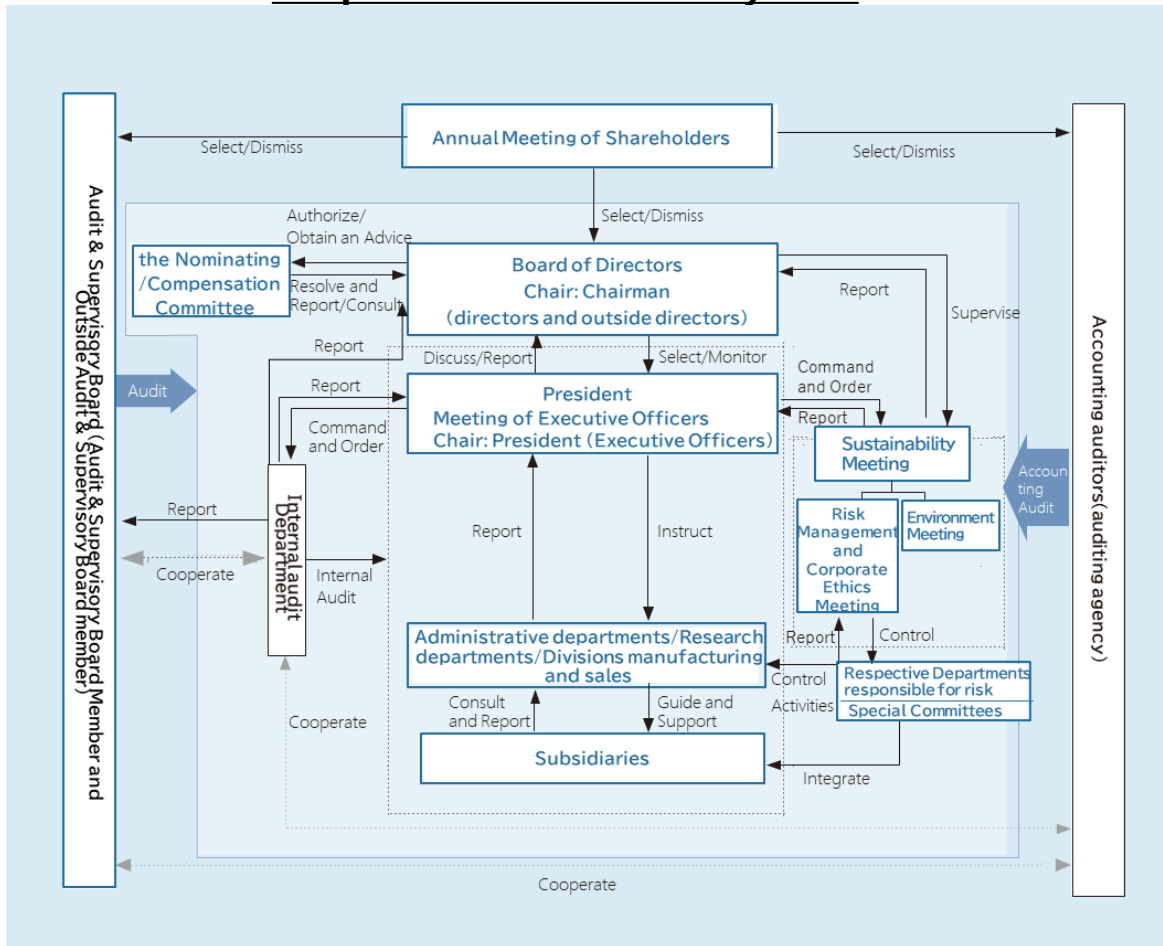 Annual Meeting of Shareholders
Select/Dismiss
Select/Dismiss
Select/Dismiss
Audit & Supervisory Board (Audit & Supervisory Board Member and
Outside Audit & Supervisory Board member)
Accounting auditors(auditing agency)
Authorize/
Obtain an Advice
the Nominating
/Compensation
Committee
Resolve and
Report/Consult
Board of Directors
Chair: Chairman
(directors and outside directors)
Report
Supervise
Report
Discuss/Report
Select/Monitor
Audit
Report
Command
and Order
President
Meeting of Executive Officers
Chair: President (Executive Officers)
Command
and Order
Report
Sustainability
Meeting
Accoun
ting
Audit
Risk
Management
and
Corporate
Ethics
Meeting
Environment
Meeting
Internal audit
Department
Report
Cooperate
Internal
Audit
Report
Instruct
Administrative departments/Research
departments/Divisions manufacturing
and sales
Report
Control
Control
Activities
Respective Departments
responsible for risk
Special Committees
Consult
and Report
Guide and
Support
Cooperate
Subsidiaries
Integrate
Cooperate